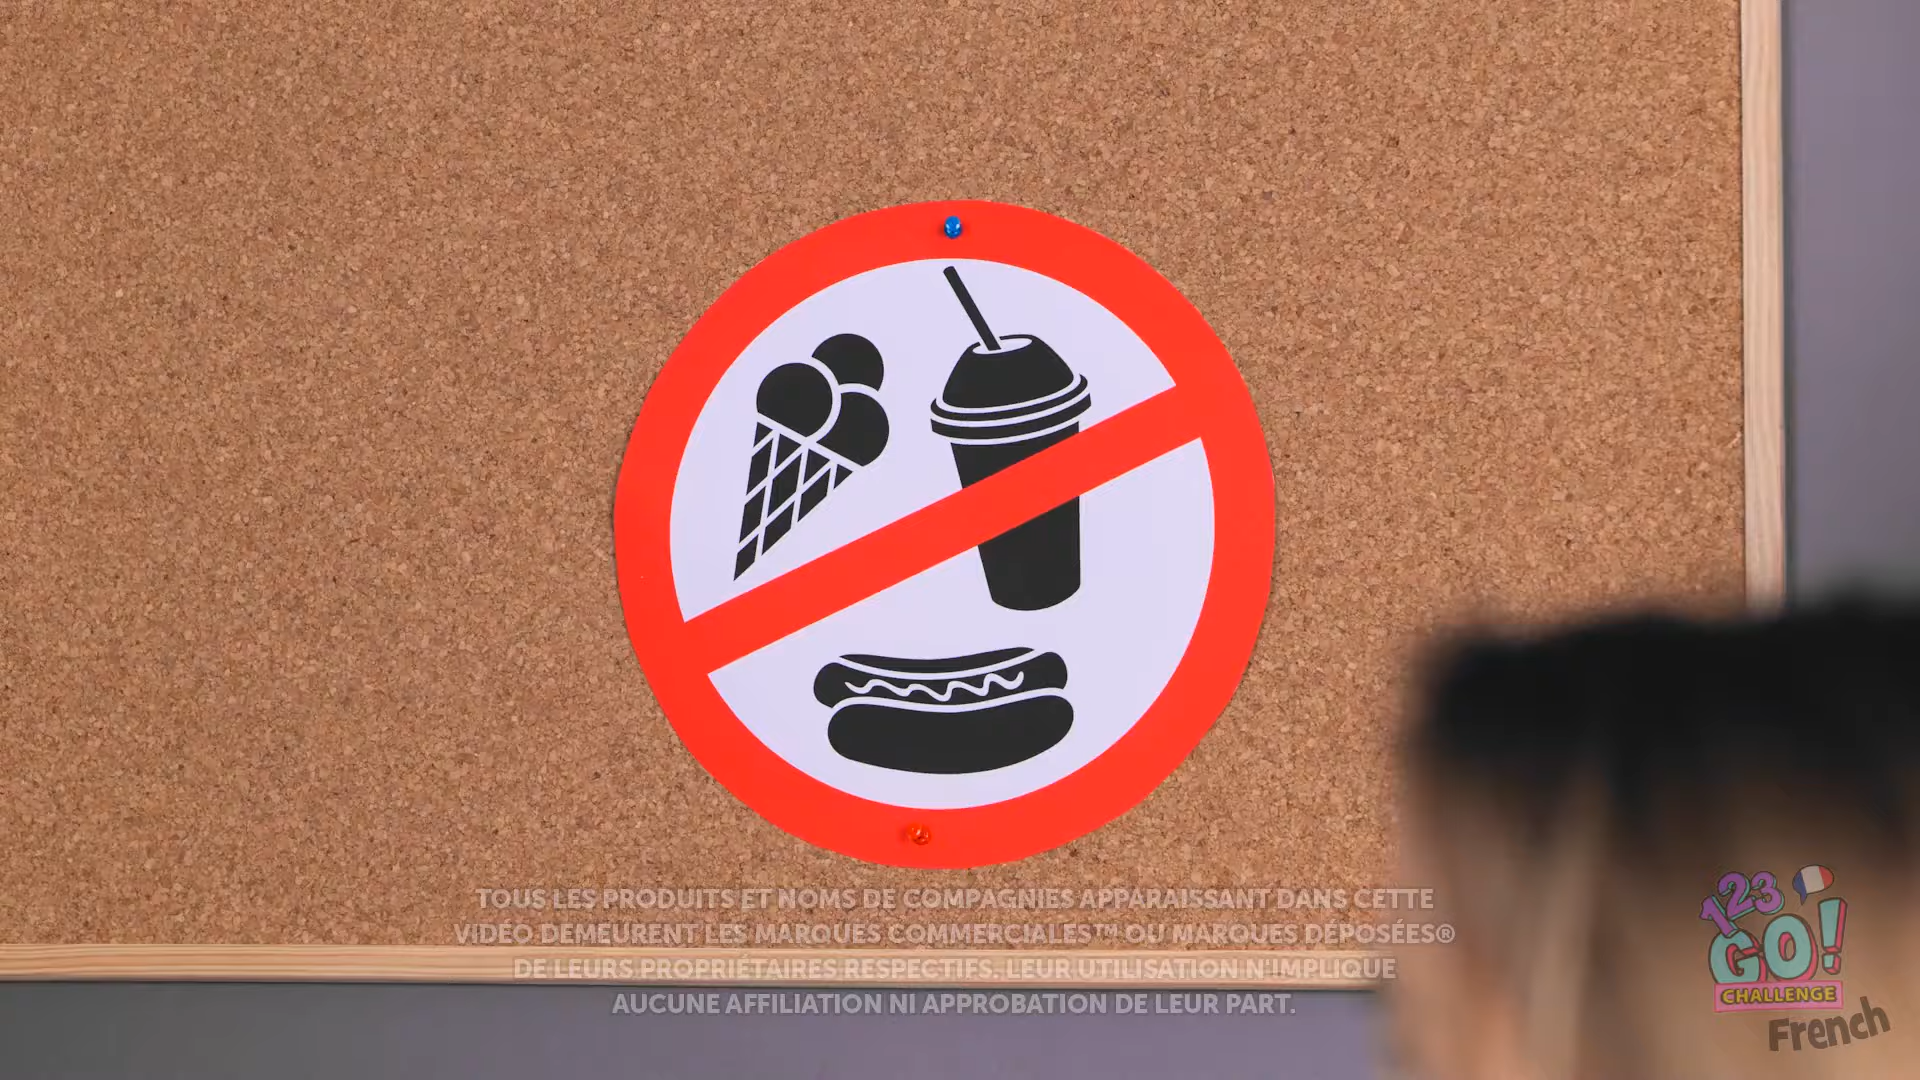 TOUS LES PRODUITS ET NOMS DE COMPAGNIES APPARAISSANT DANS CETTE
VIDÉO DEMEURENT LES MARQUES COMMERCIALES™ OU MARQUES DÉPOSÉES®
DE LEURS PROPRIÉTAIRES RESPECTIFS. LEUR UTILISATION N'IMPLIQUE
AUCUNE AFFILIATION NI APPROBATION DE LEUR PART.
123
GO!
CHALLENGE
French